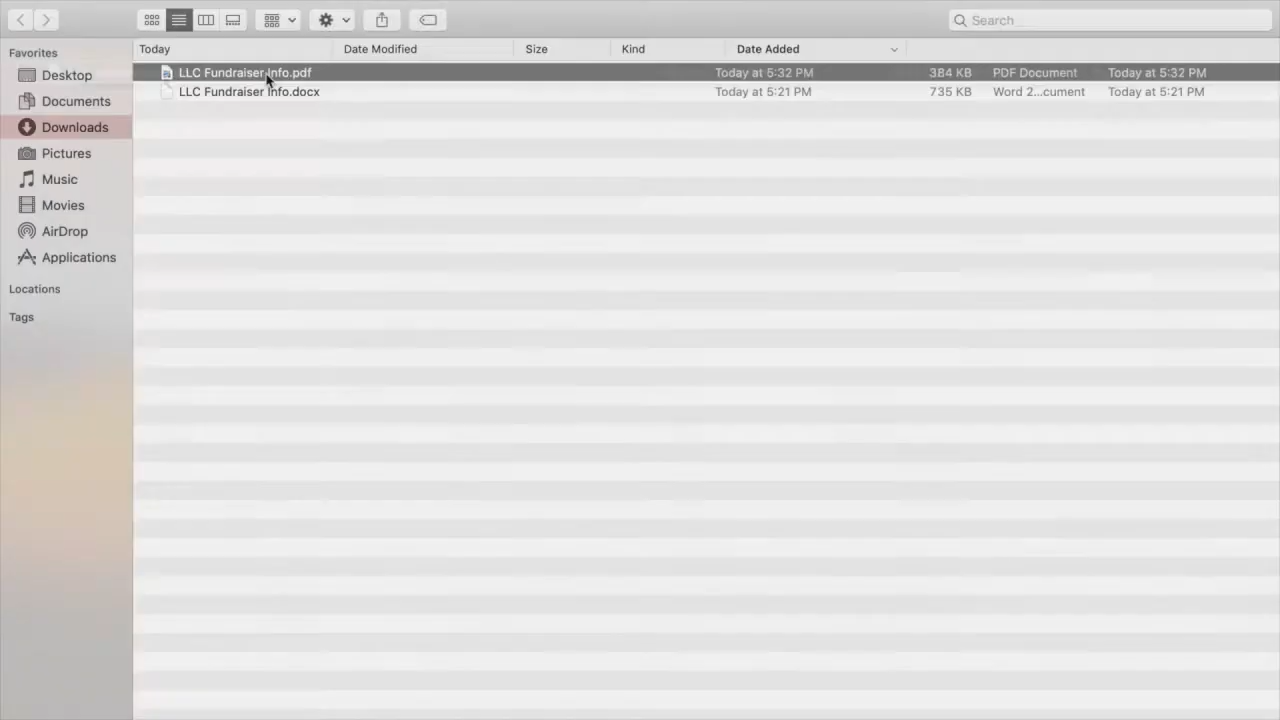 Search
Today Date Modified Size Kind Date Added
Favorites
Desktop
Documents
Downloads
Pictures
Music
Movies
AirDrop
Applications
Locations
Tags
LLC Fundraiser Info.pdf Today at 5:32 PM 384 KB PDF Document Today at 5:32 PM
LLC Fundraiser Info.docx Today at 5:21 PM 735 KB Word 2...cument Today at 5:21 PM